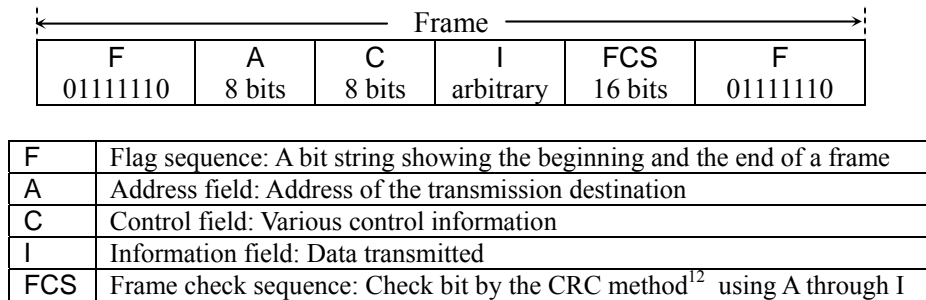 Frame
F A C I FCS F
01111110 8 bits 8 bits arbitrary 16 bits 01111110
F Flag sequence: A bit string showing the beginning and the end of a frame
A Address field: Address of the transmission destination
C Control field: Various control information
I Information field: Data transmitted
FCS Frame check sequence: Check bit by the CRC method12 using A through I